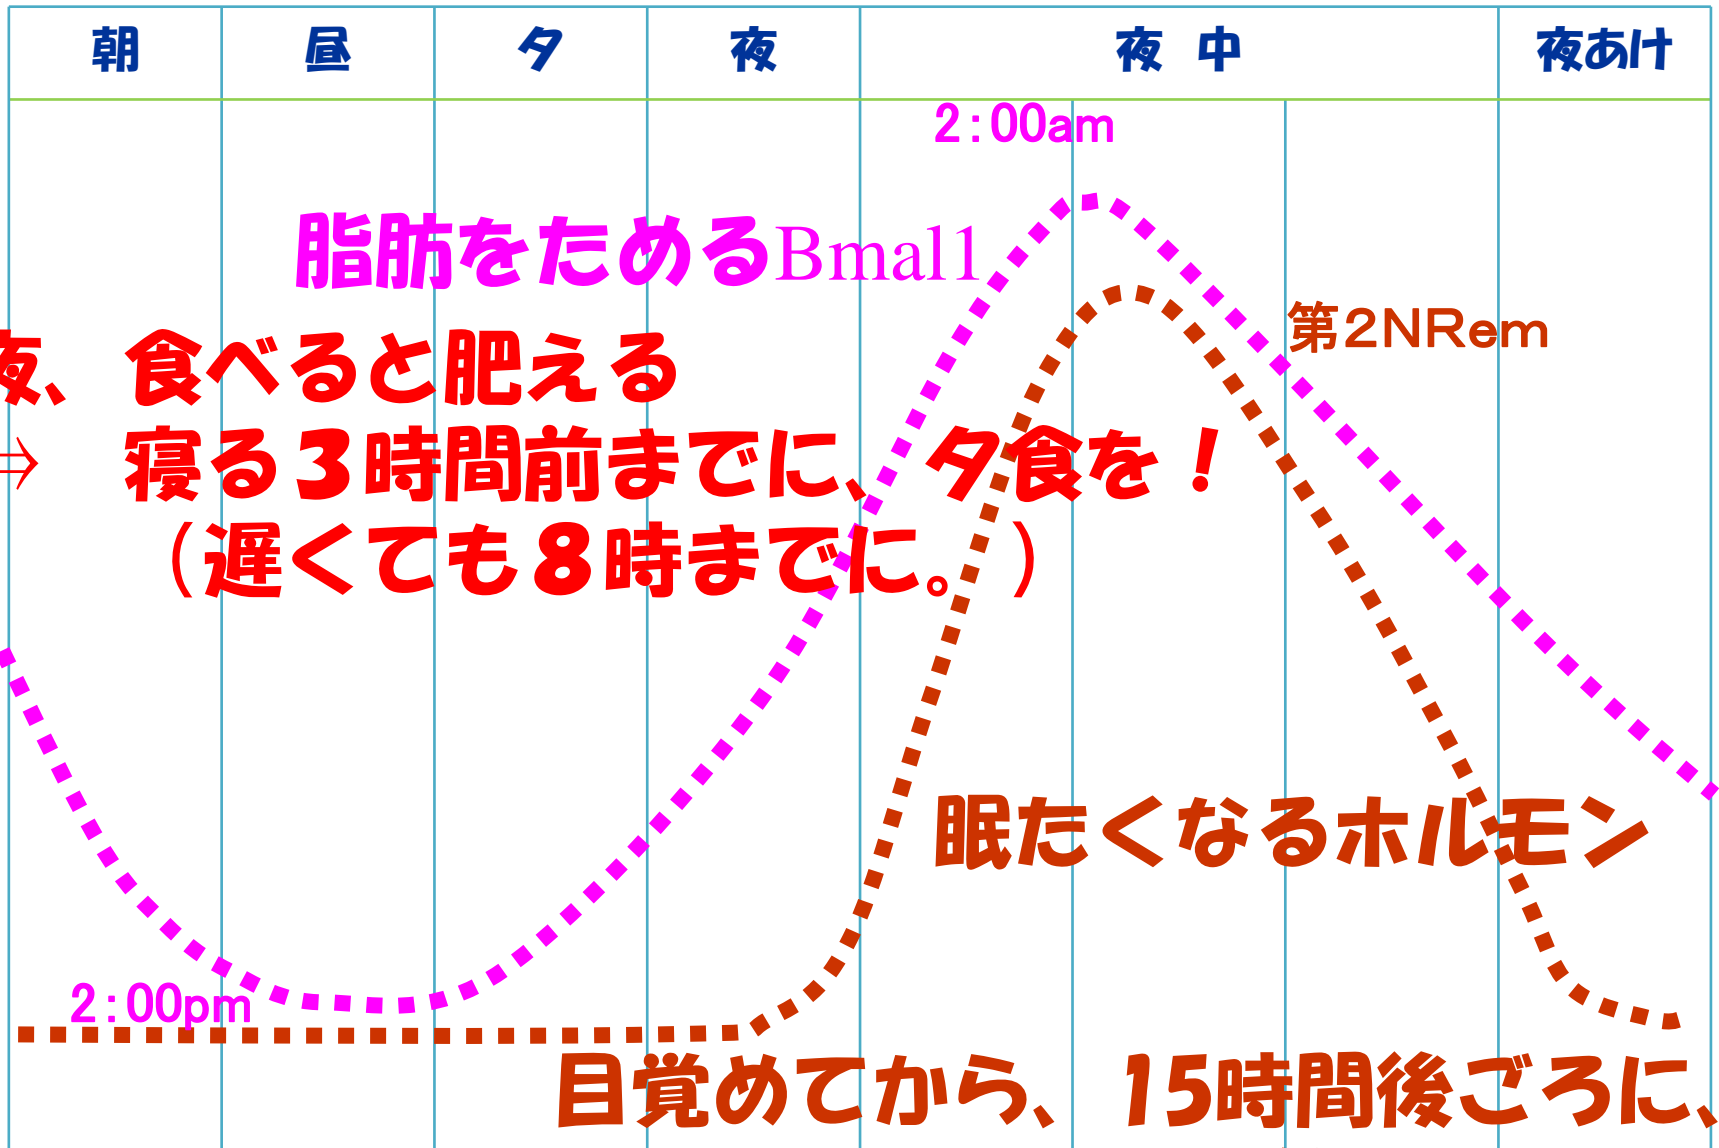 朝 昼 夕 夜 夜 中 夜あけ
2:00am
脂肪をためるBmal1
第2NRem
夜、食べると肥える
→ 寝る3時間前までに、夕食を!
(遅くても8時までに。)
眠たくなるホルモン
2:00pm
目覚めてから、15時間後ごろに、